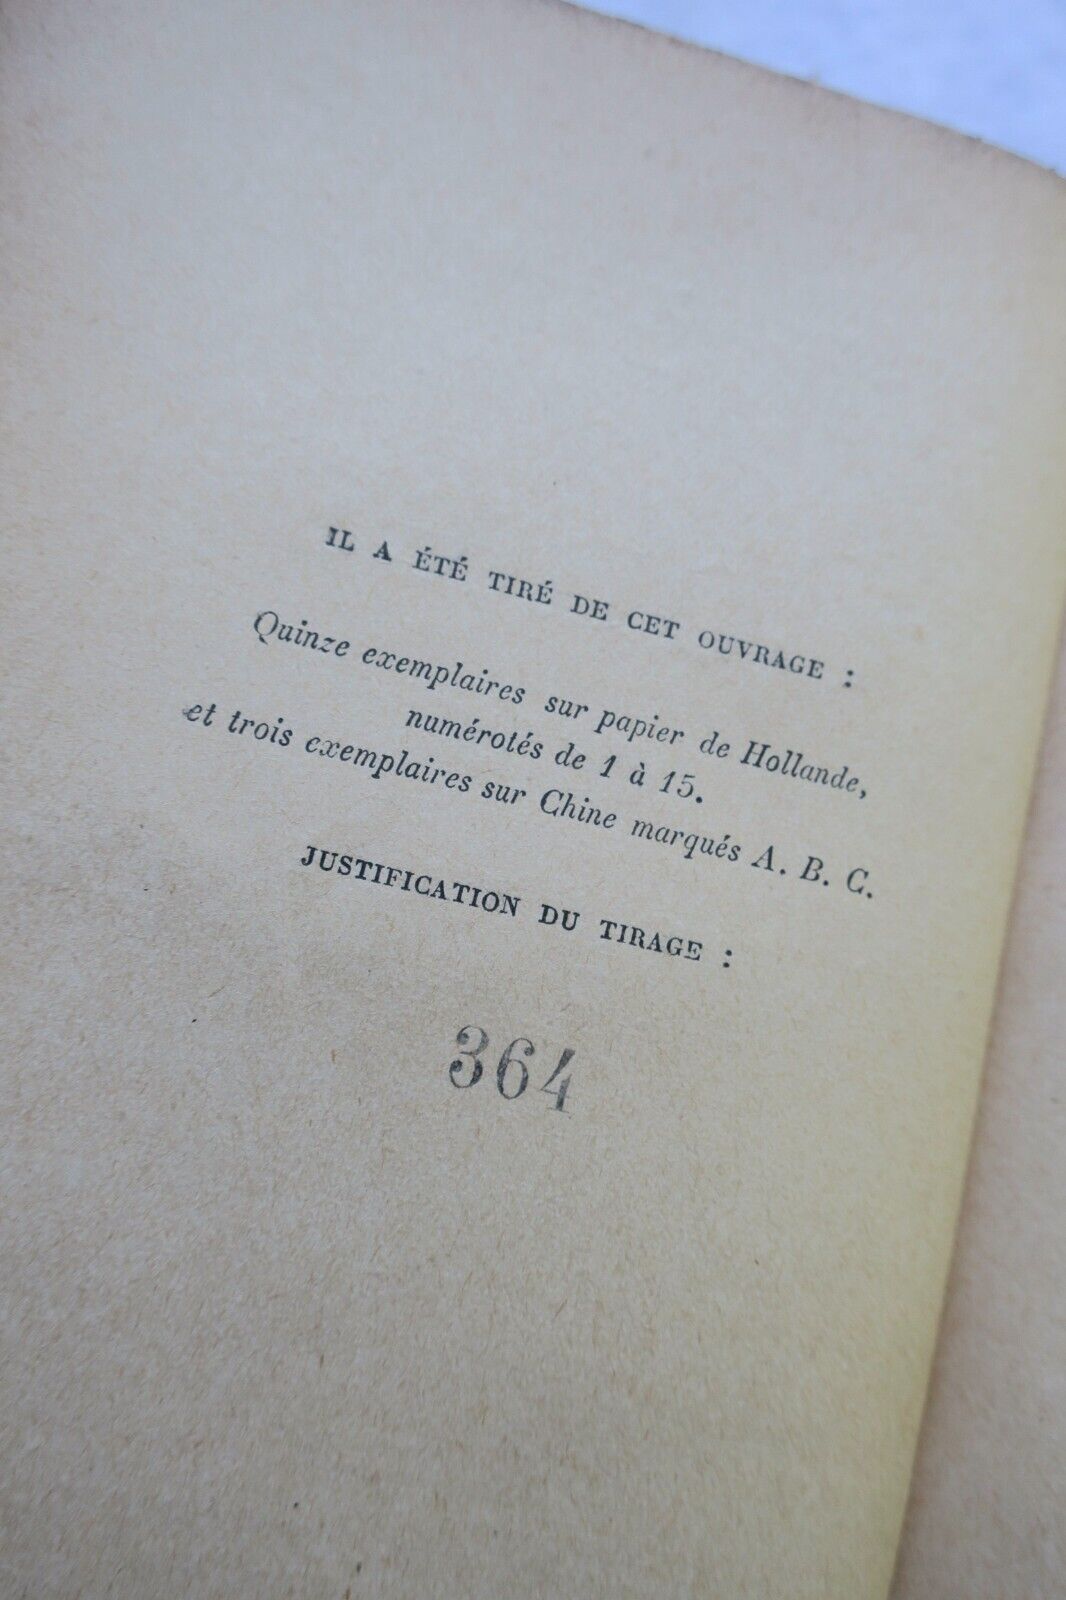 IL A ÉTÉ TIRÉ DE CET OUVRAGE :
Quinze exemplaires sur papier de Hollande,
numérotés de 1 à 15.
et trois exemplaires sur Chine marqués A. B. C.
JUSTIFICATION DU TIRAGE :
364